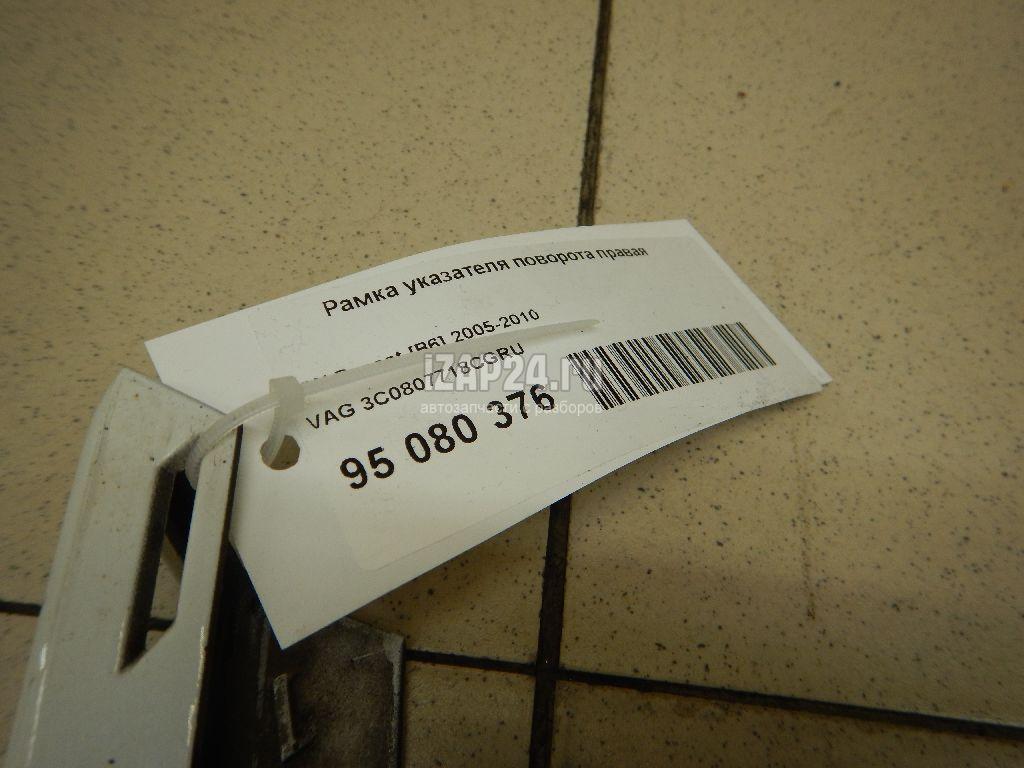 Рамка указателя поворота правая
[B6] 2005-2010
VAG 3C0807718CGRU
95 080 376
iZAP24.ru
автозапчасти с разборов